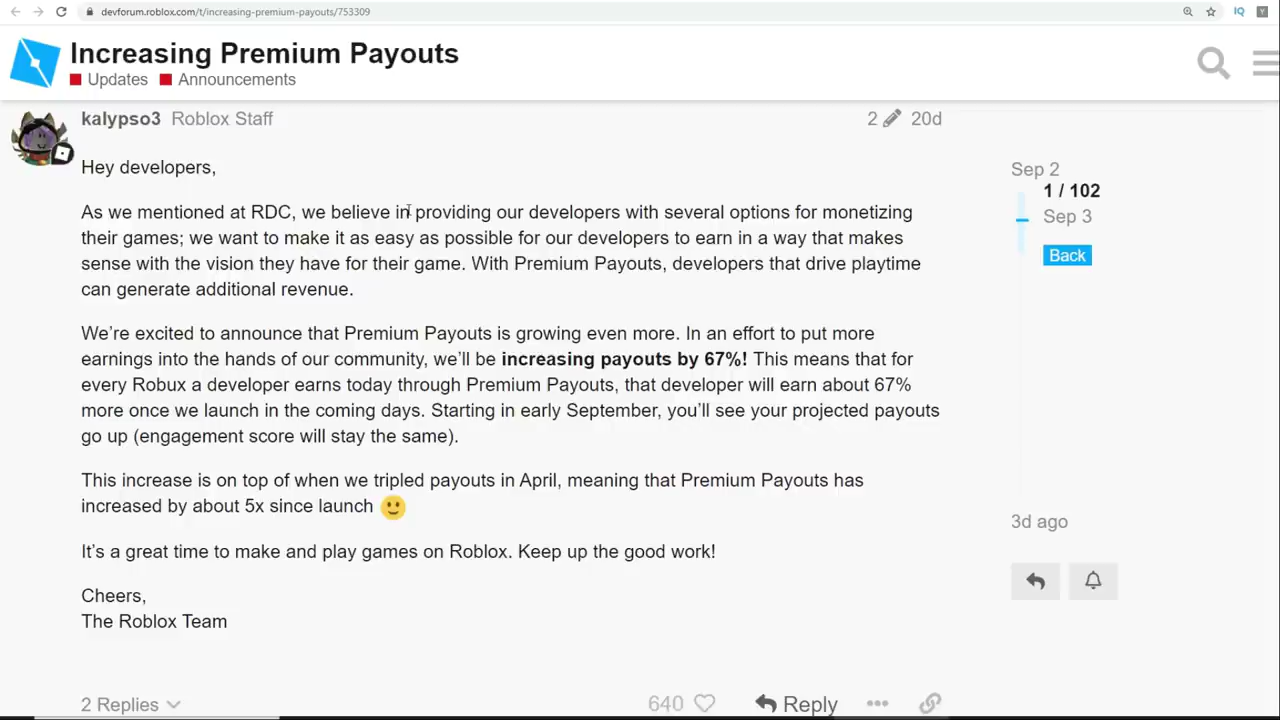 devforum.roblox.com/t/increasing-premium-payouts/753309
IQ
Increasing Premium Payouts
Updates Announcements
kalypso3 Roblox Staff
2 20d
Hey developers,
As we mentioned at RDC, we believe in providing our developers with several options for monetizing
their games; we want to make it as easy as possible for our developers to earn in a way that makes
sense with the vision they have for their game. With Premium Payouts, developers that drive playtime
can generate additional revenue.
We’re excited to announce that Premium Payouts is growing even more. In an effort to put more
earnings into the hands of our community, we’ll be increasing payouts by 67%! This means that for
every Robux a developer earns today through Premium Payouts, that developer will earn about 67%
more once we launch in the coming days. Starting in early September, you’ll see your projected payouts
go up (engagement score will stay the same).
This increase is on top of when we tripled payouts in April, meaning that Premium Payouts has
increased by about 5x since launch
It’s a great time to make and play games on Roblox. Keep up the good work!
Cheers,
The Roblox Team
2 Replies
640
Reply
Sep 2
1 / 102
Sep 3
Back
3d ago